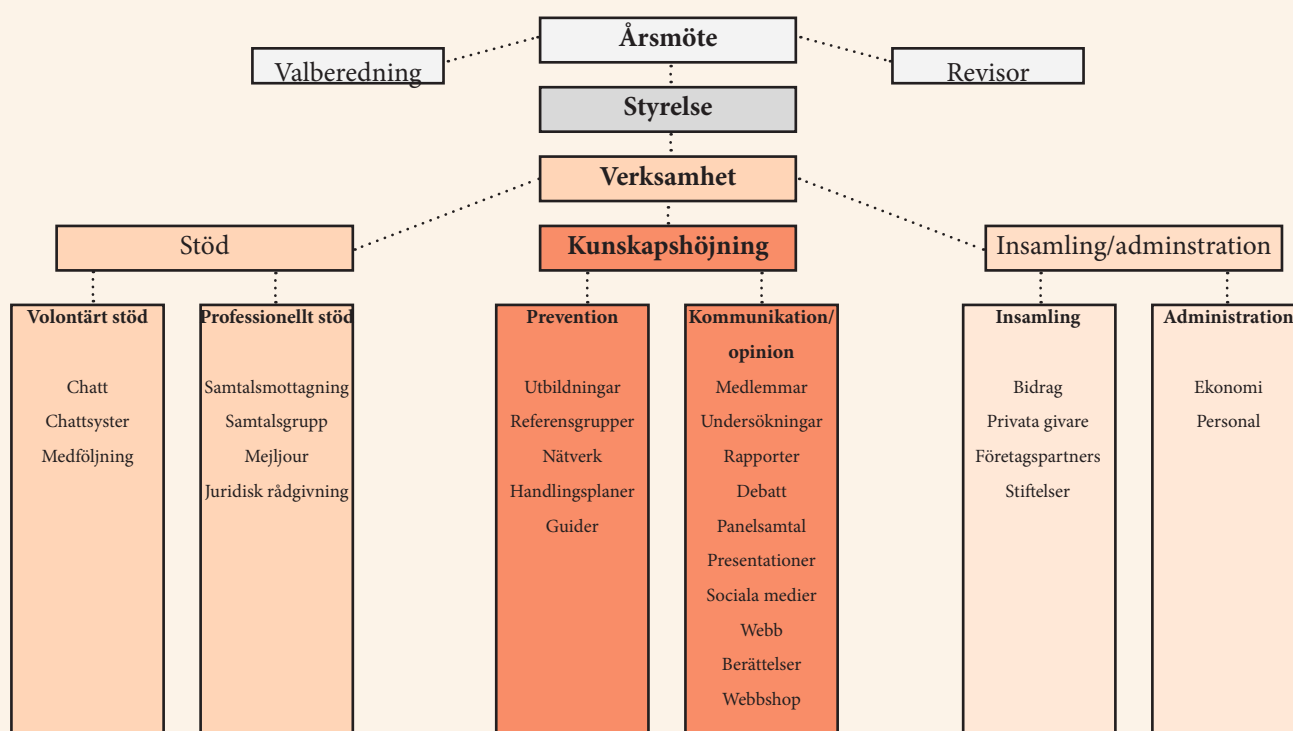 Årsmöte
Valberedning
Revisor
Styrelse
Verksamhet
Stöd
Kunskapshöjning
Insamling/adminstration
Volontärt stöd
Chatt
Chattsyster
Medföljning
Professionellt stöd
Samtalsmottagning
Samtalsgrupp
Mejljour
Juridisk rådgivning
Prevention
Utbildningar
Referensgrupper
Nätverk
Handlingsplaner
Guider
Kommunikation/
opinion
Medlemmar
Undersökningar
Rapporter
Debatt
Panelsamtal
Presentationer
Sociala medier
Webb
Berättelser
Webbshop
Insamling
Bidrag
Privata givare
Företagspartners
Stiftelser
Administration
Ekonomi
Personal